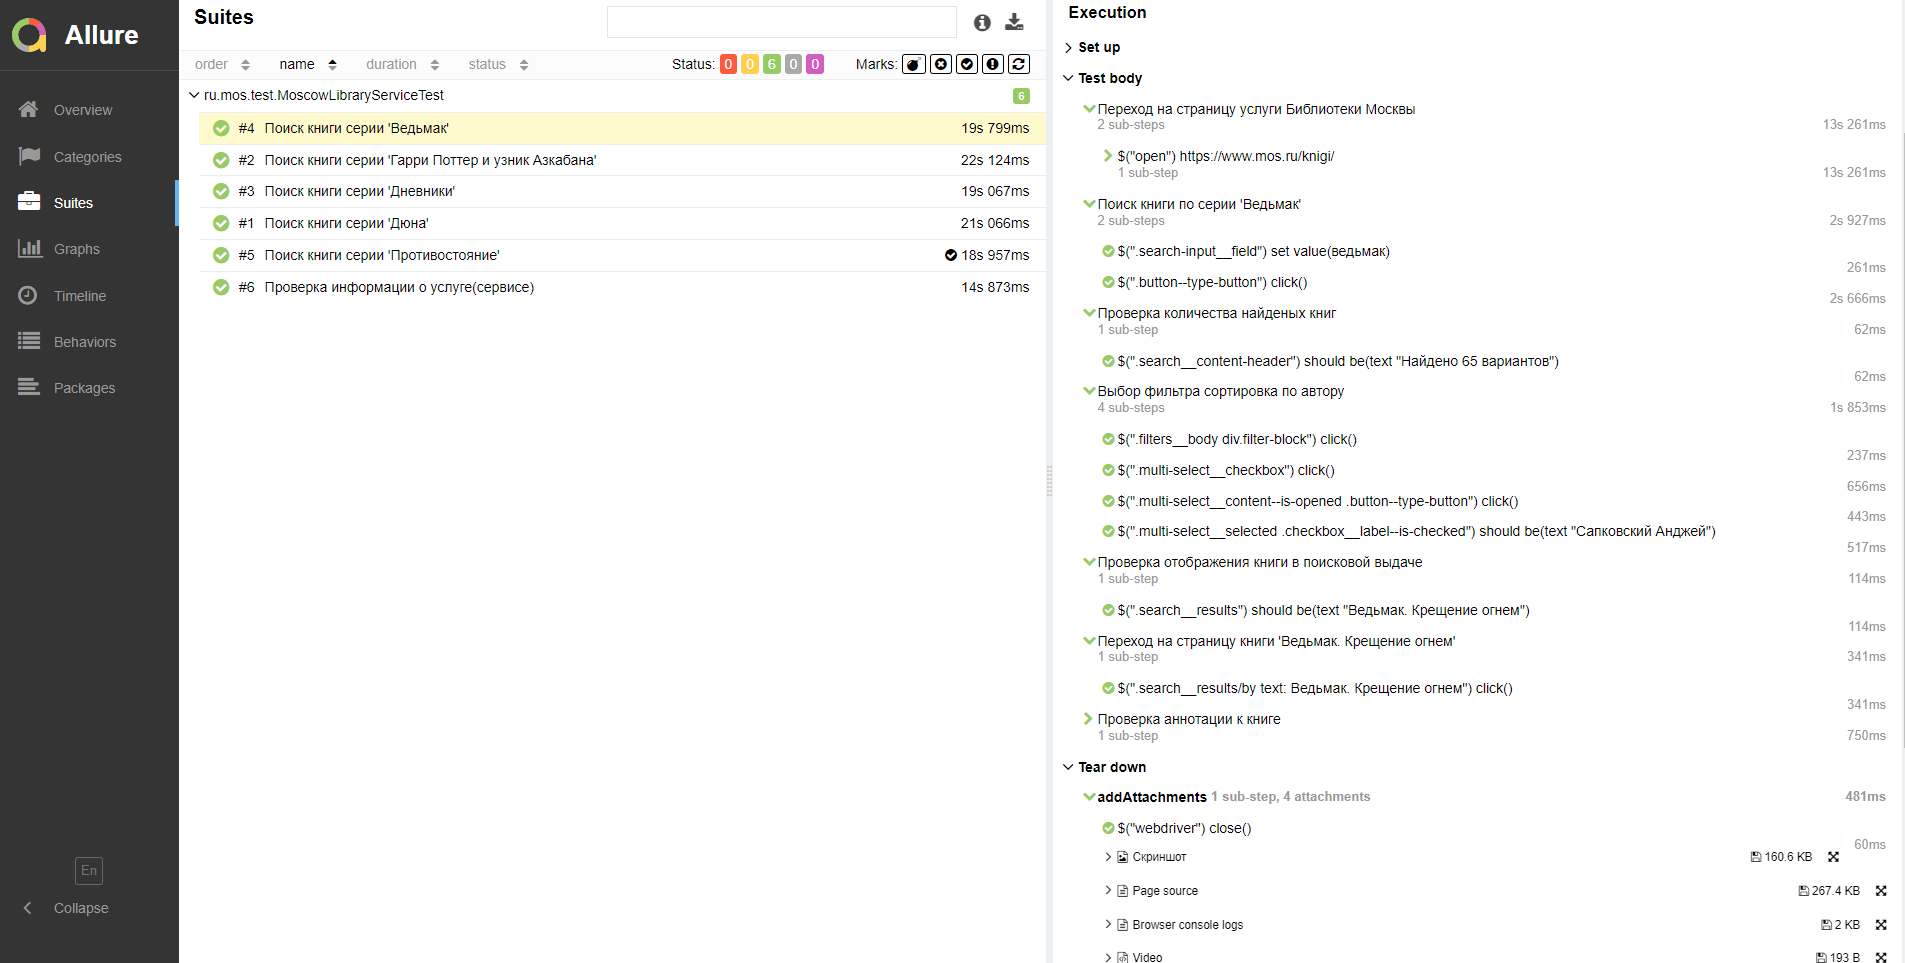 Allure
Overview
Categories
Suites
Graphs
Timeline
Behaviors
Packages
En
Collapse
Suites
order name duration status Status: 0 0 6 0 0 Marks:
ru.mos.test.MoscowLibraryServiceTest 6
#4 Поиск книги серии 'Ведьмак' 19s 799ms
#2 Поиск книги серии 'Гарри Поттер и узник Азкабана' 22s 124ms
#3 Поиск книги серии 'Дневники' 19s 067ms
#1 Поиск книги серии 'Дюна' 21s 066ms
#5 Поиск книги серии 'Противостояние' 18s 957ms
#6 Проверка информации о услуге(сервисе) 14s 873ms
Execution
Set up
Test body
Переход на страницу услуги Библиотеки Москвы
2 sub-steps 13s 261ms
$("open") https://www.mos.ru/knigi/
1 sub-step 13s 261ms
Поиск книги по серии 'Ведьмак'
2 sub-steps 2s 927ms
$(".search-input__field") set value(ведьмак)
261ms
$(".button--type-button") click()
2s 666ms
Проверка количества найденых книг
1 sub-step 62ms
$(".search__content-header") should be(text "Найдено 65 вариантов")
62ms
Выбор фильтра сортировка по автору
4 sub-steps 1s 853ms
$(".filters__body div.filter-block") click()
237ms
$(".multi-select__checkbox") click()
656ms
$(".multi-select__content--is-opened .button--type-button") click()
443ms
$(".multi-select__selected .checkbox__label--is-checked") should be(text "Сапковский Анджей")
517ms
Проверка отображения книги в поисковой выдаче
1 sub-step 114ms
$(".search__results") should be(text "Ведьмак. Крещение огнем")
114ms
Переход на страницу книги 'Ведьмак. Крещение огнем'
1 sub-step 341ms
$(".search__results/by text: Ведьмак. Крещение огнем") click()
341ms
Проверка аннотации к книге
1 sub-step 750ms
Tear down
addAttachments 1 sub-step, 4 attachments 481ms
$("webdriver") close()
60ms
Скриншот 160.6 KB
Page source 267.4 KB
Browser console logs 2 KB
Video 193 B